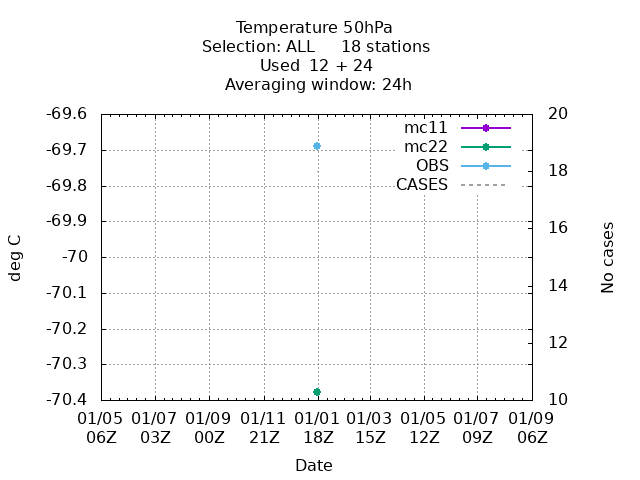 Temperature 50hPa
Selection: ALL 18 stations
Used 12 + 24
Averaging window: 24h
-69.6
-69.7
-69.8
-69.9
-70
-70.1
-70.2
-70.3
-70.4
deg C
20
18
16
14
12
10
No cases
mc11
mc22
OBS
CASES
01/05 01/07 01/09 01/11 01/01 01/03 01/05 01/07 01/09
06Z 03Z 00Z 21Z 18Z 15Z 12Z 09Z 06Z
Date